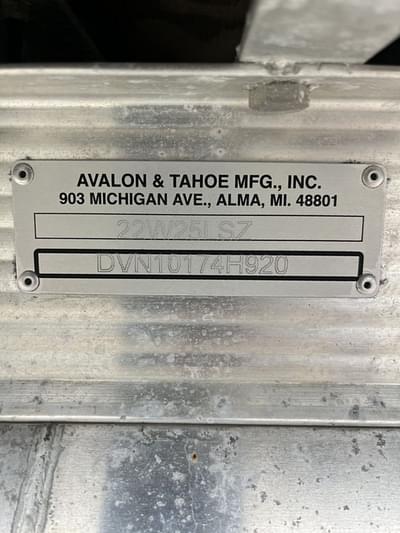 AVALON & TAHOE MFG., INC.
903 MICHIGAN AVE., ALMA, MI. 48801
22W25LSZ
DVN10174H920